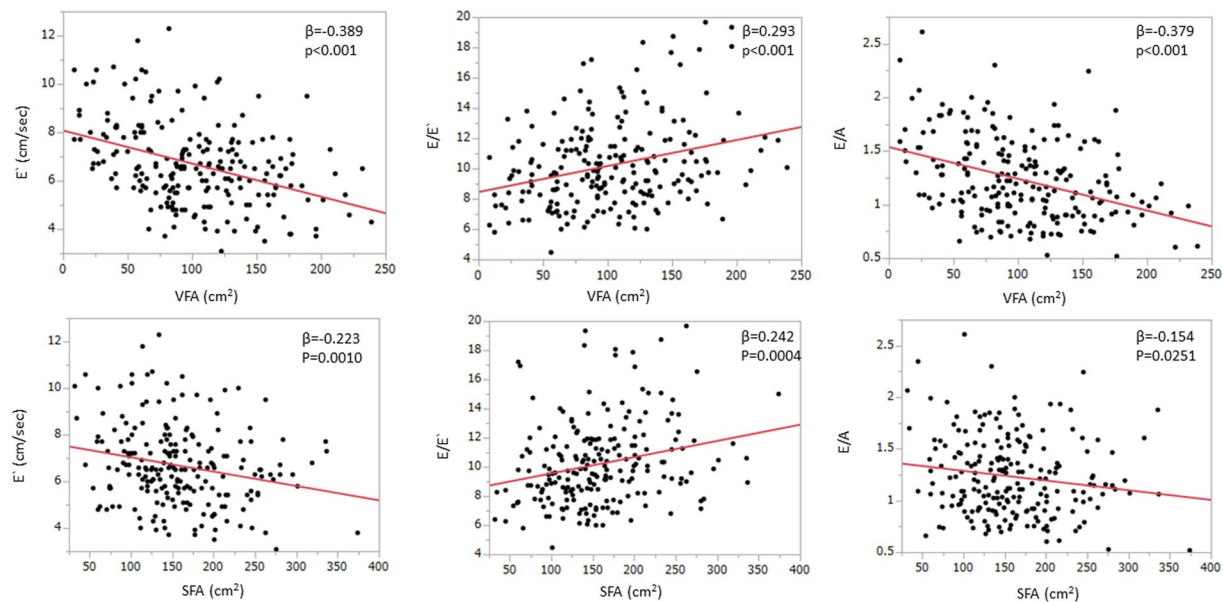 β=-0.389
p<0.001
E` (cm/sec)
12
10
8
6
4
0 50 100 150 200 250
VFA (cm²)
β=0.293
p<0.001
E/E`
20
18
16
14
12
10
8
6
4
0 50 100 150 200 250
VFA (cm²)
β=-0.379
p<0.001
E/A
2.5
2
1.5
1
0.5
0 50 100 150 200 250
VFA (cm²)
β=-0.223
P=0.0010
E` (cm/sec)
12
10
8
6
4
50 100 150 200 250 300 350 400
SFA (cm²)
β=0.242
P=0.0004
E/E`
20
18
16
14
12
10
8
6
4
50 100 150 200 250 300 350 400
SFA (cm²)
β=-0.154
P=0.0251
E/A
2.5
2
1.5
1
0.5
50 100 150 200 250 300 350 400
SFA (cm²)